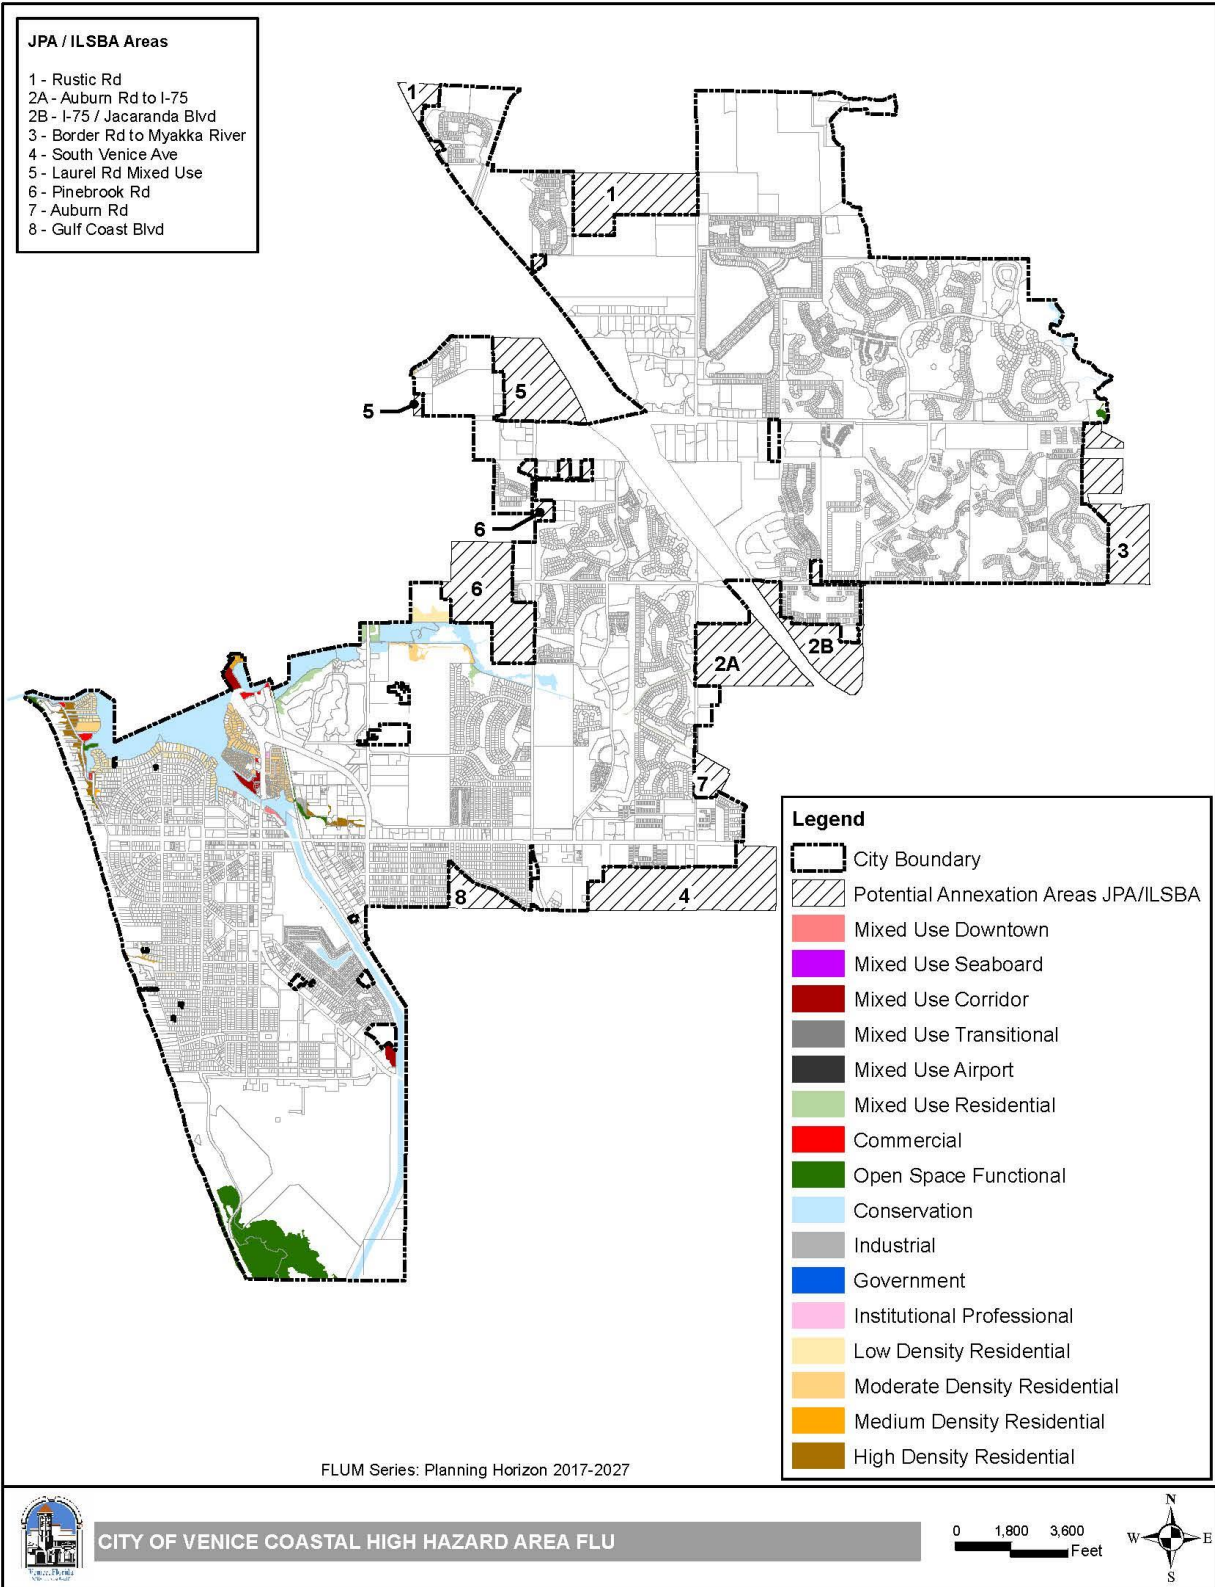 JPA / ILSBA Areas
1 - Rustic Rd
2A - Auburn Rd to I-75
2B - I-75 / Jacaranda Blvd
3 - Border Rd to Myakka River
4 - South Venice Ave
5 - Laurel Rd Mixed Use
6 - Pinebrook Rd
7 - Auburn Rd
8 - Gulf Coast Blvd
1
1
5
5
6
3
6
2B
2A
7
8
4
Legend
City Boundary
Potential Annexation Areas JPA/ILSBA
Mixed Use Downtown
Mixed Use Seaboard
Mixed Use Corridor
Mixed Use Transitional
Mixed Use Airport
Mixed Use Residential
Commercial
Open Space Functional
Conservation
Industrial
Government
Institutional Professional
Low Density Residential
Moderate Density Residential
Medium Density Residential
High Density Residential
FLUM Series: Planning Horizon 2017-2027
Venice, Florida
CITY OF VENICE COASTAL HIGH HAZARD AREA FLU
0 1,800 3,600
Feet
N
W E
S